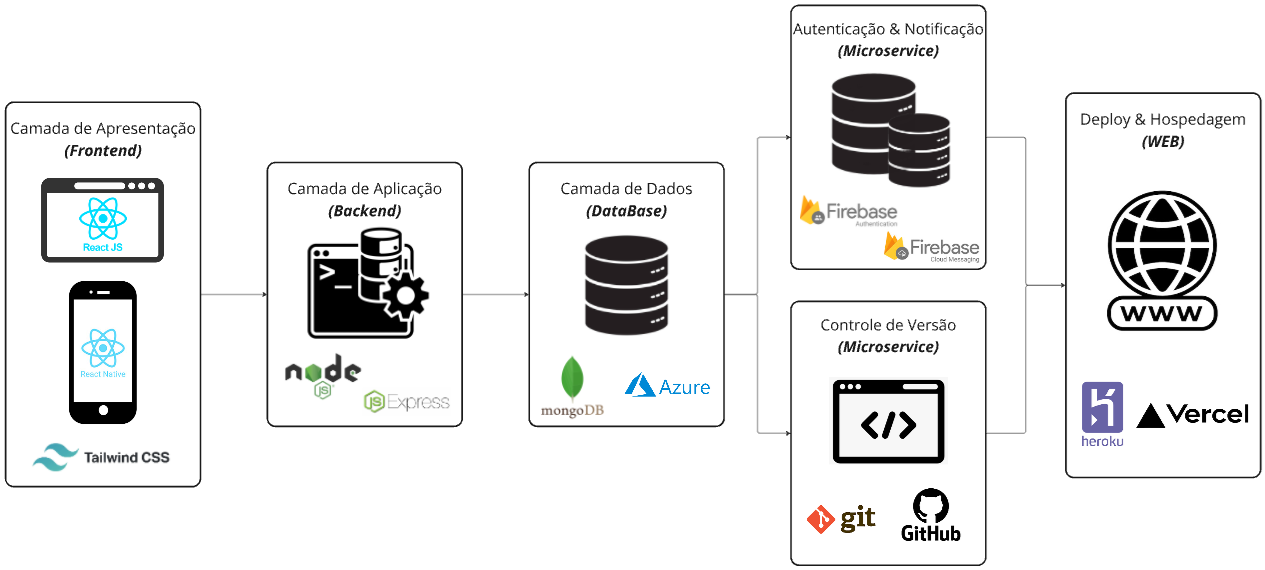 Camada de Apresentação
(Frontend)
React JS
React Native
Tailwind CSS
Camada de Aplicação
(Backend)
>_
node
JS
JS Express
Camada de Dados
(DataBase)
mongoDB
Azure
Autenticação & Notificação
(Microservice)
Firebase
Authentication
Firebase
Cloud Messaging
Controle de Versão
(Microservice)
</>
git
GitHub
Deploy & Hospedagem
(WEB)
WWW
heroku
Vercel